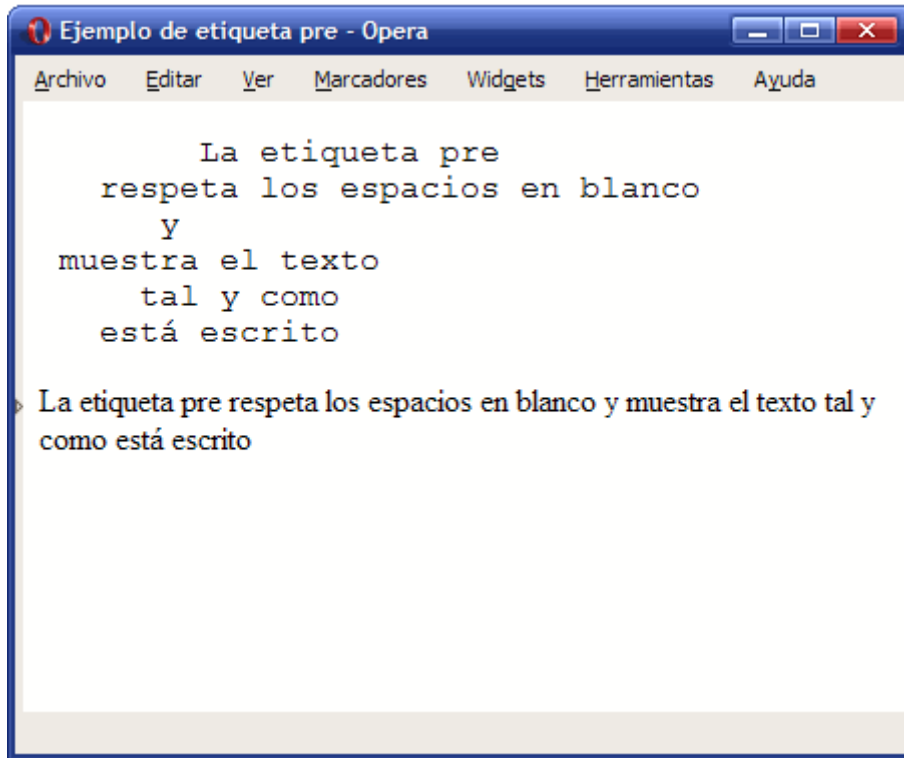 Ejemplo de etiqueta pre - Opera
Archivo Editar Ver Marcadores Widgets Herramientas Ayuda
La etiqueta pre
respeta los espacios en blanco
y
muestra el texto
tal y como
está escrito
La etiqueta pre respeta los espacios en blanco y muestra el texto tal y
como está escrito